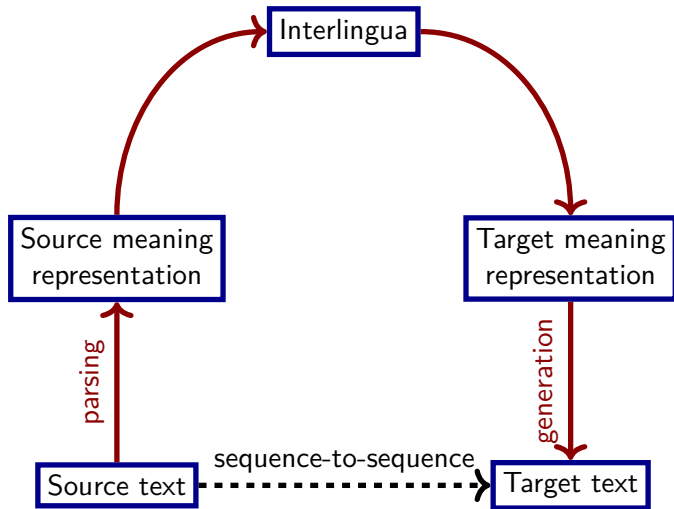 Interlingua
Source meaning
representation
Target meaning
representation
parsing
generation
sequence-to-sequence
Source text
Target text